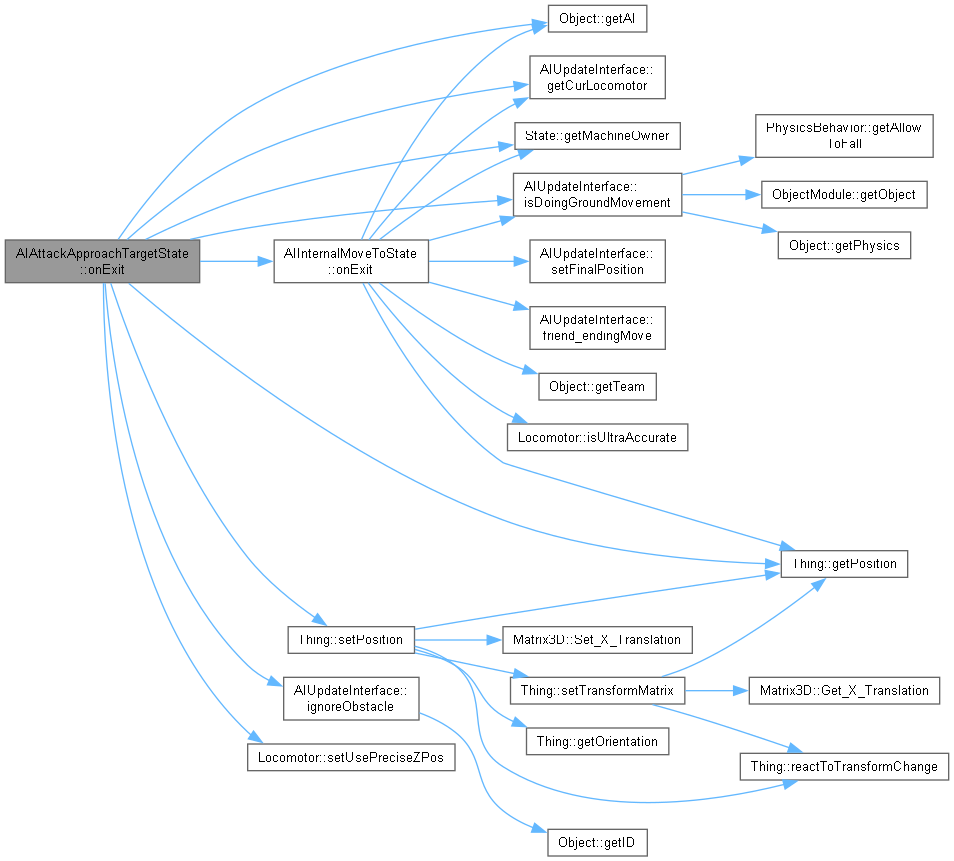 Object::getAI
AIUpdateInterface::
getCurLocomotor
State::getMachineOwner
PhysicsBehavior::getAllow
ToFall
AIUpdateInterface::
isDoingGroundMovement
ObjectModule::getObject
Object::getPhysics
AIAttackApproachTargetState
::onExit
AIInternalMoveToState
::onExit
AIUpdateInterface::
setFinalPosition
AIUpdateInterface::
friend_endingMove
Object::getTeam
Locomotor::isUltraAccurate
Thing::getPosition
Thing::setPosition
Matrix3D::Set_X_Translation
AIUpdateInterface::
ignoreObstacle
Thing::setTransformMatrix
Matrix3D::Get_X_Translation
Thing::getOrientation
Locomotor::setUsePreciseZPos
Thing::reactToTransformChange
Object::getID